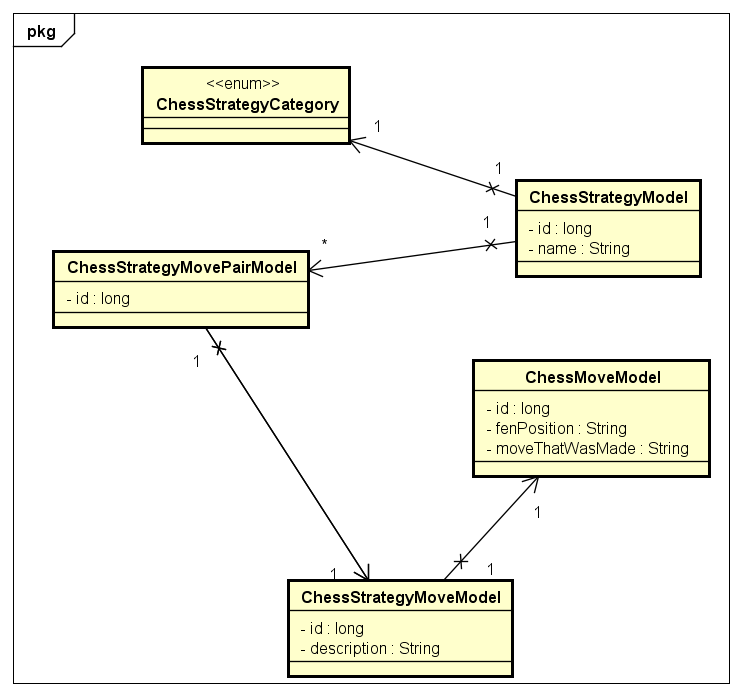 pkg
<<enum>>
ChessStrategyCategory
1
1
ChessStrategyModel
- id : long
- name : String
1
*
ChessStrategyMovePairModel
- id : long
1
ChessMoveModel
- id : long
- fenPosition : String
- moveThatWasMade : String
1
1
1
ChessStrategyMoveModel
- id : long
- description : String